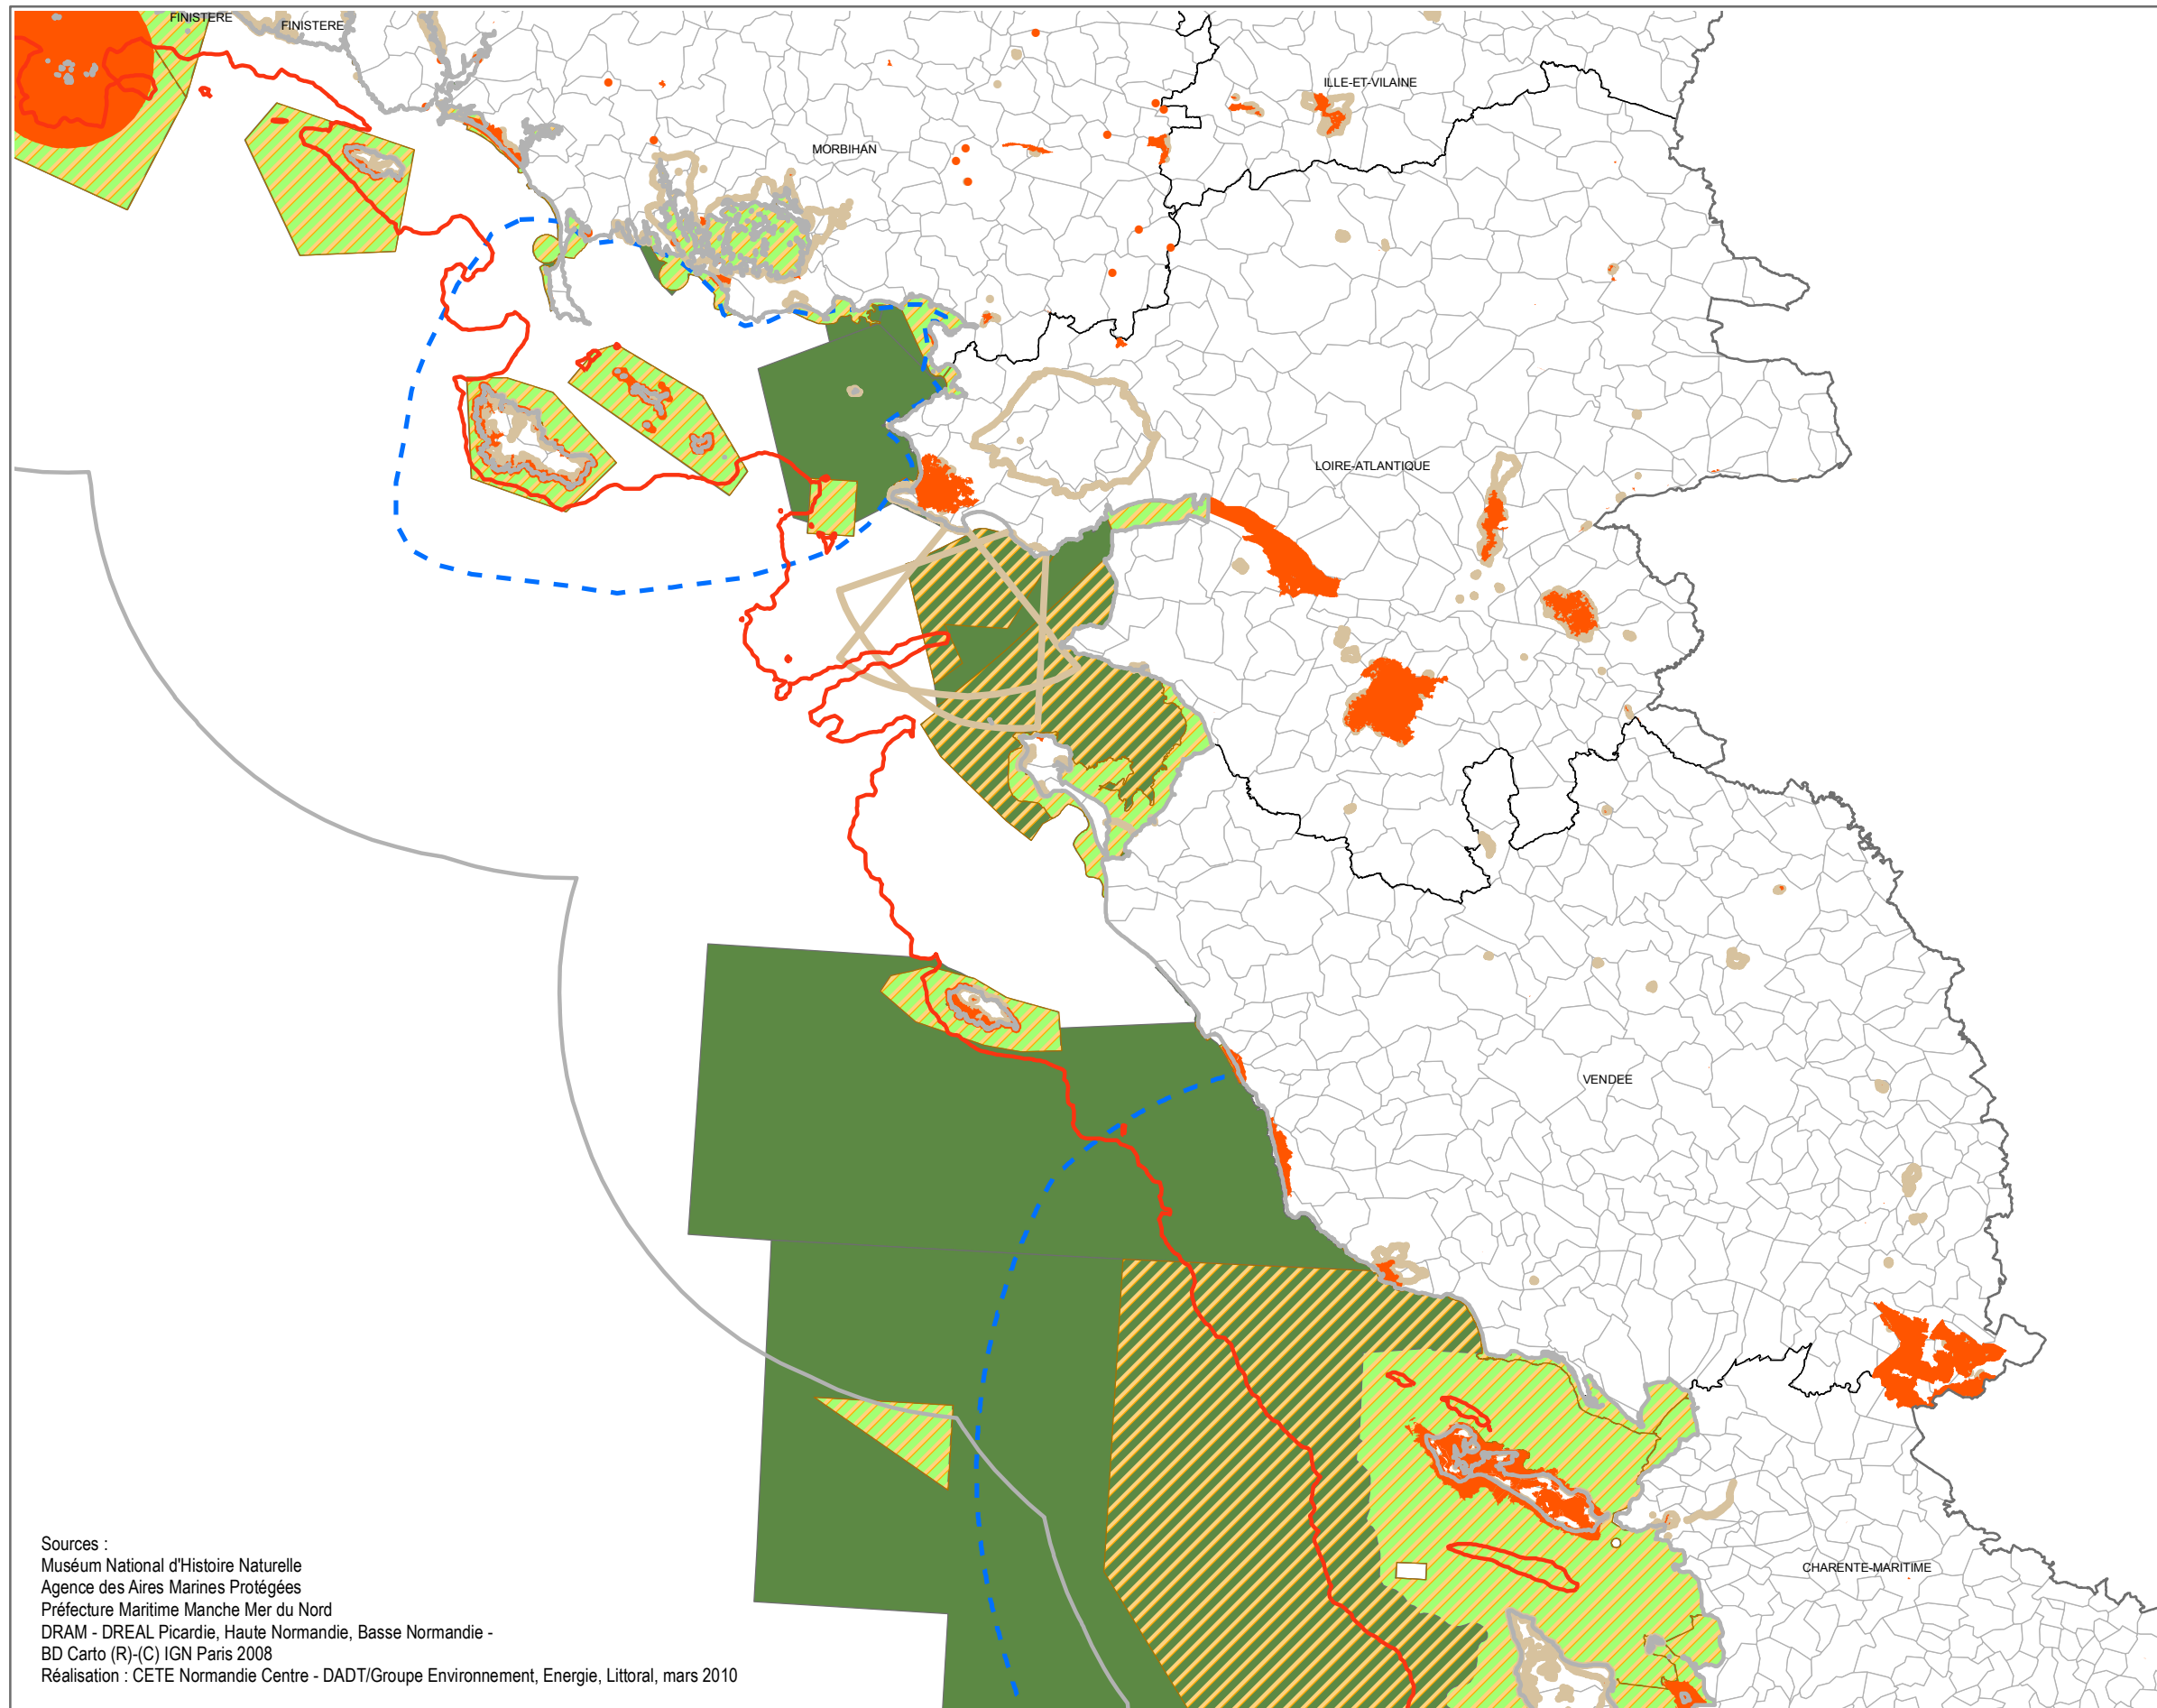 FINISTERE
FINISTERE
ILLE-ET-VILAINE
MORBIHAN
LOIRE-ATLANTIQUE
VENDEE
CHARENTE-MARITIME
Sources :
Muséum National d'Histoire Naturelle
Agence des Aires Marines Protégées
Préfecture Maritime Manche Mer du Nord
DRAM - DREAL Picardie, Haute Normandie, Basse Normandie -
BD Carto (R)-(C) IGN Paris 2008
Réalisation : CETE Normandie Centre - DADT/Groupe Environnement, Energie, Littoral, mars 2010